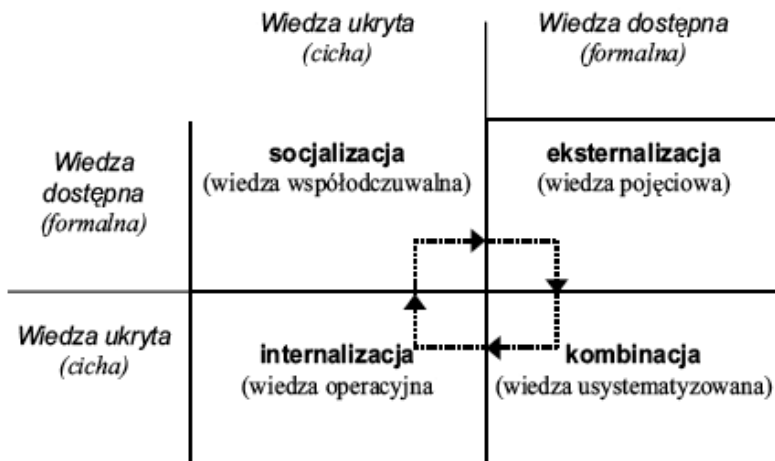 Wiedza ukryta
(cicha)
Wiedza dostępna
(formalna)
Wiedza
dostępna
(formalna)
socjalizacja
(wiedza współodczuwalna)
eksternalizacja
(wiedza pojęciowa)
Wiedza ukryta
(cicha)
internalizacja
(wiedza operacyjna
kombinacja
(wiedza usystematyzowana)